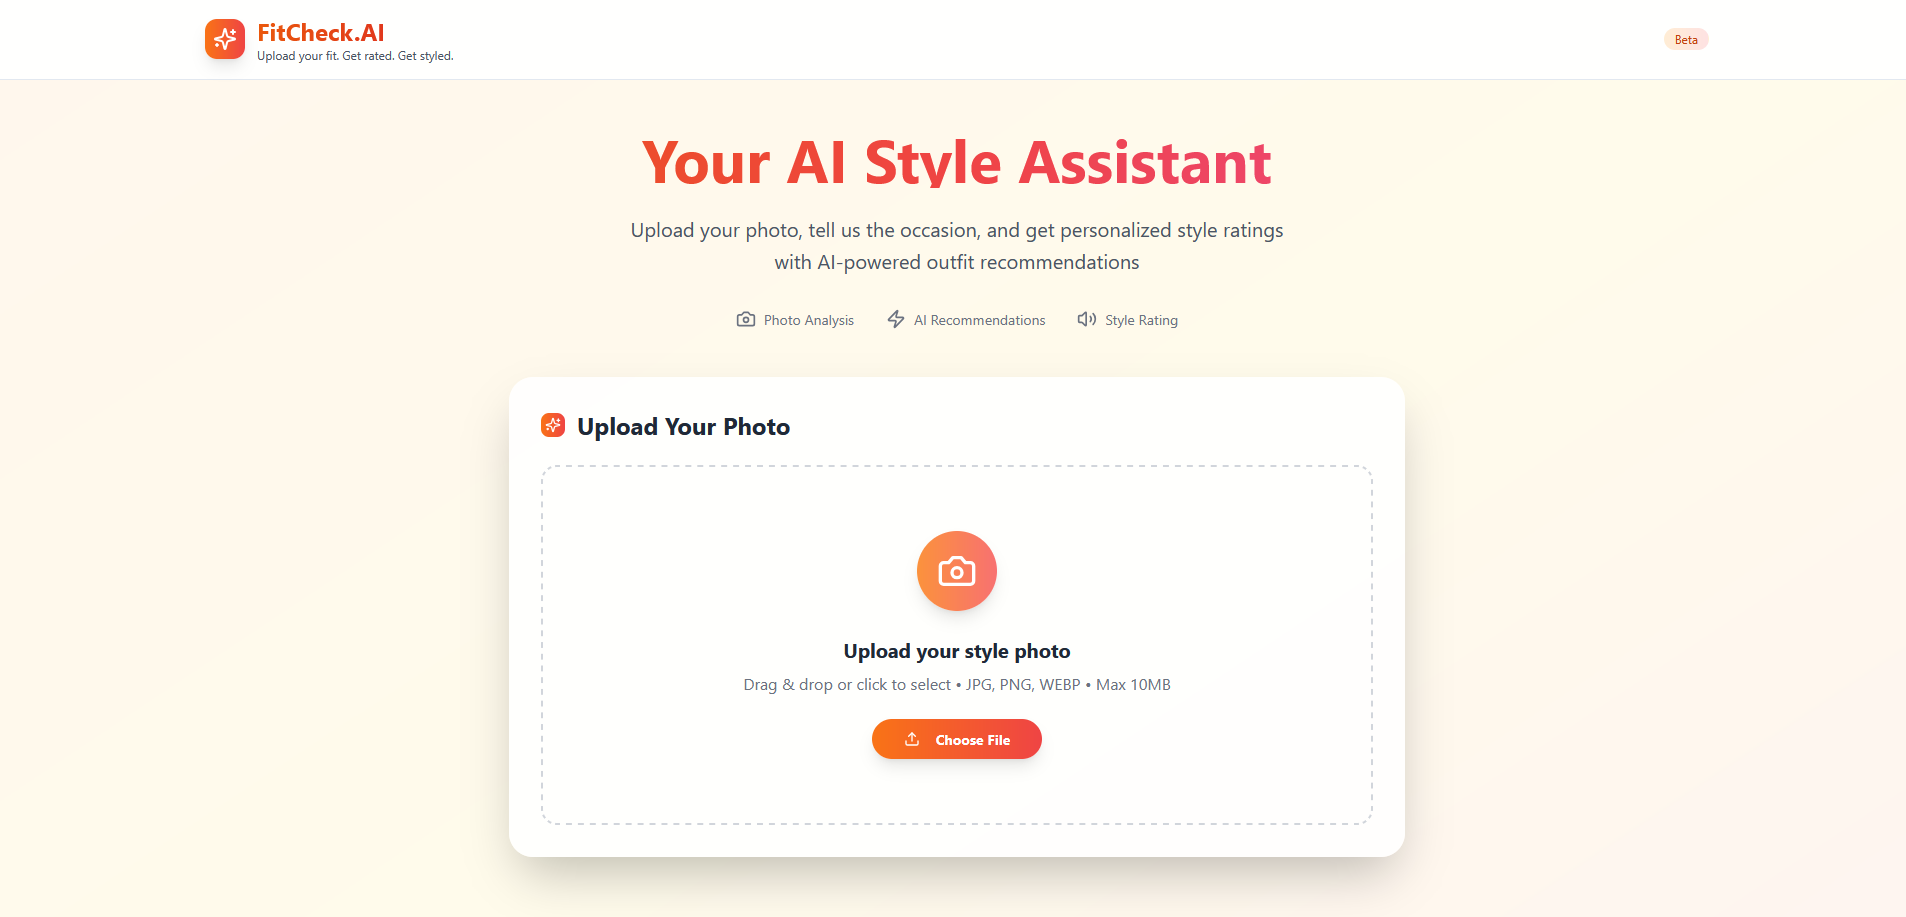 FitCheck.AI
Upload your fit. Get rated. Get styled.
Beta
Your AI Style Assistant
Upload your photo, tell us the occasion, and get personalized style ratings
with AI-powered outfit recommendations
Photo Analysis
AI Recommendations
Style Rating
Upload Your Photo
Upload your style photo
Drag & drop or click to select • JPG, PNG, WEBP • Max 10MB
Choose File